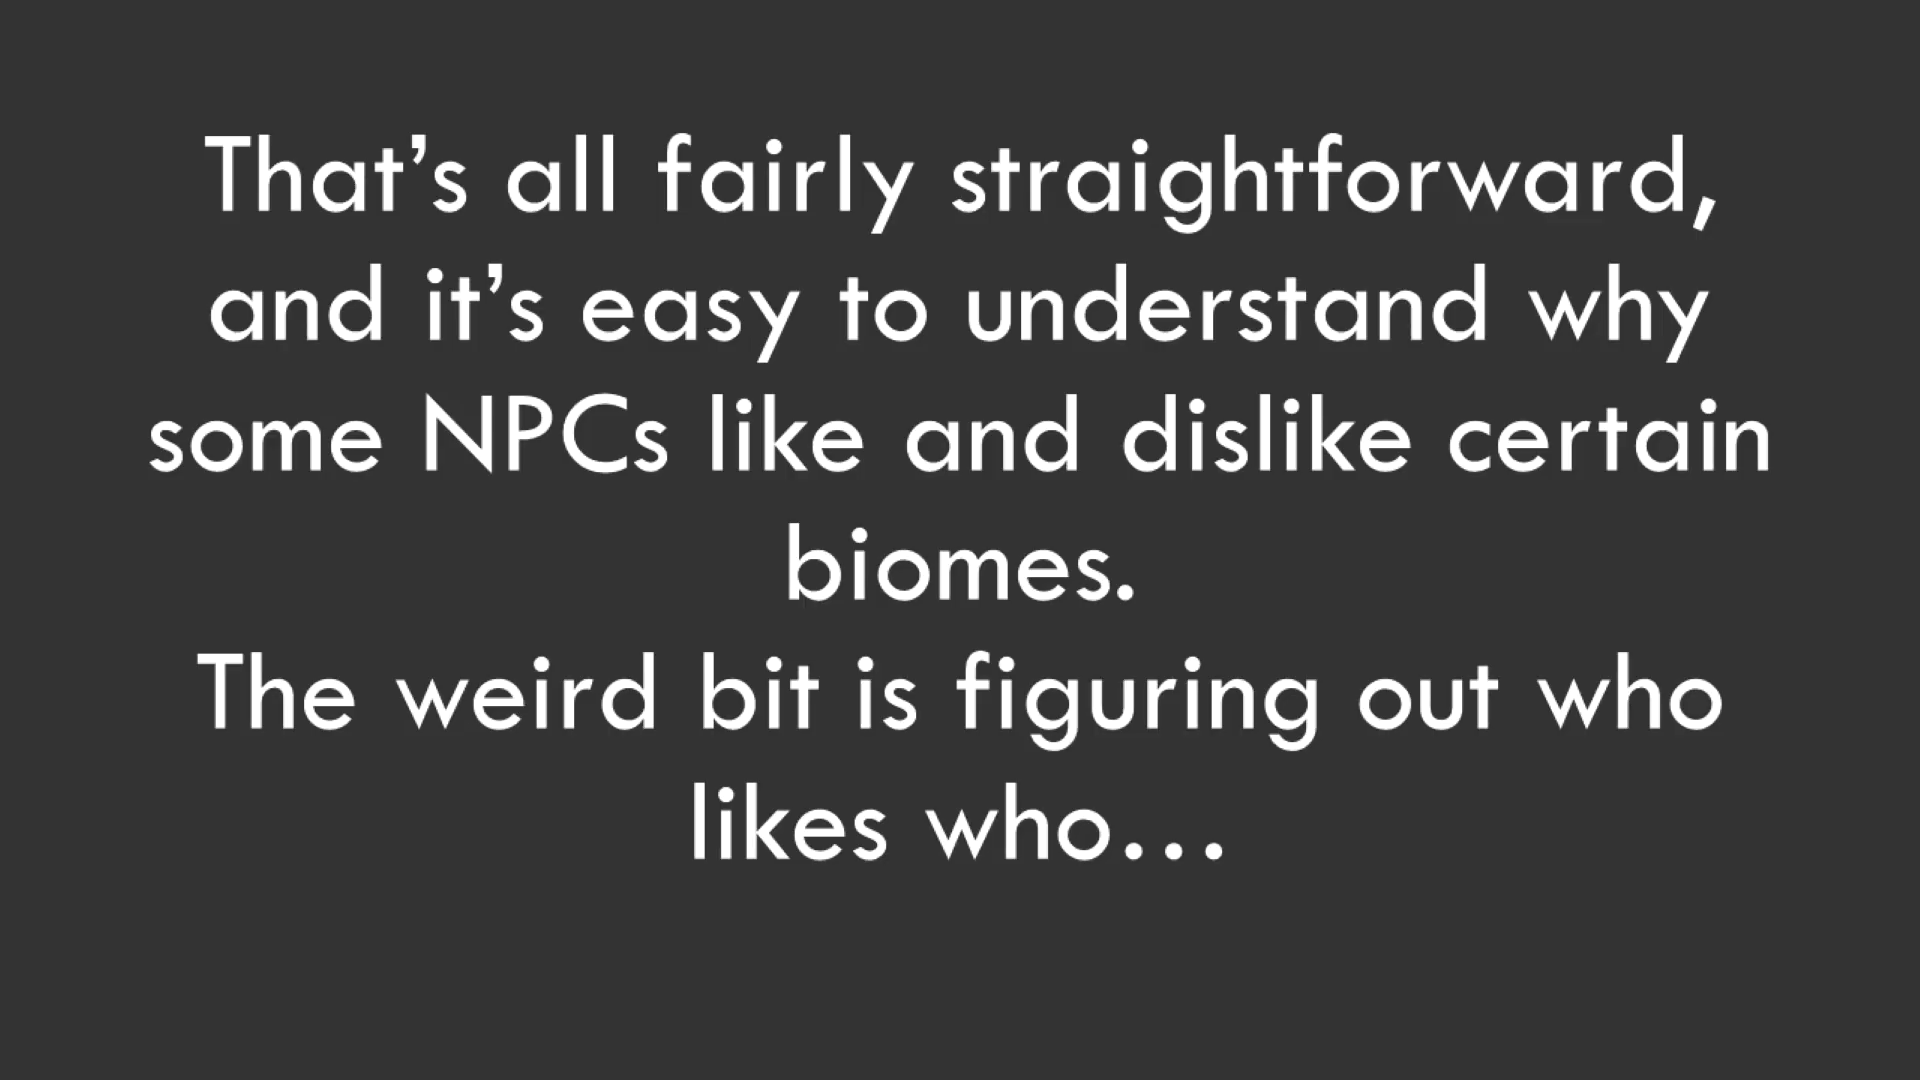 That’s all fairly straightforward,
and it’s easy to understand why
some NPCs like and dislike certain
biomes.
The weird bit is figuring out who
likes who…